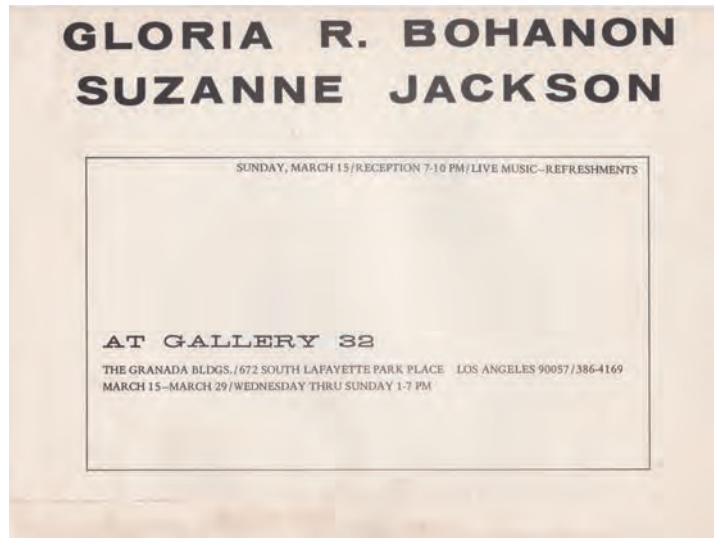 GLORIA R. BOHANON
SUZANNE JACKSON
SUNDAY, MARCH 15/RECEPTION 7-10 PM/LIVE MUSIC–REFRESHMENTS
AT GALLERY 32
THE GRANADA BLDGS./672 SOUTH LAFAYETTE PARK PLACE LOS ANGELES 90057/386-4169
MARCH 15–MARCH 29/WEDNESDAY THRU SUNDAY 1-7 PM